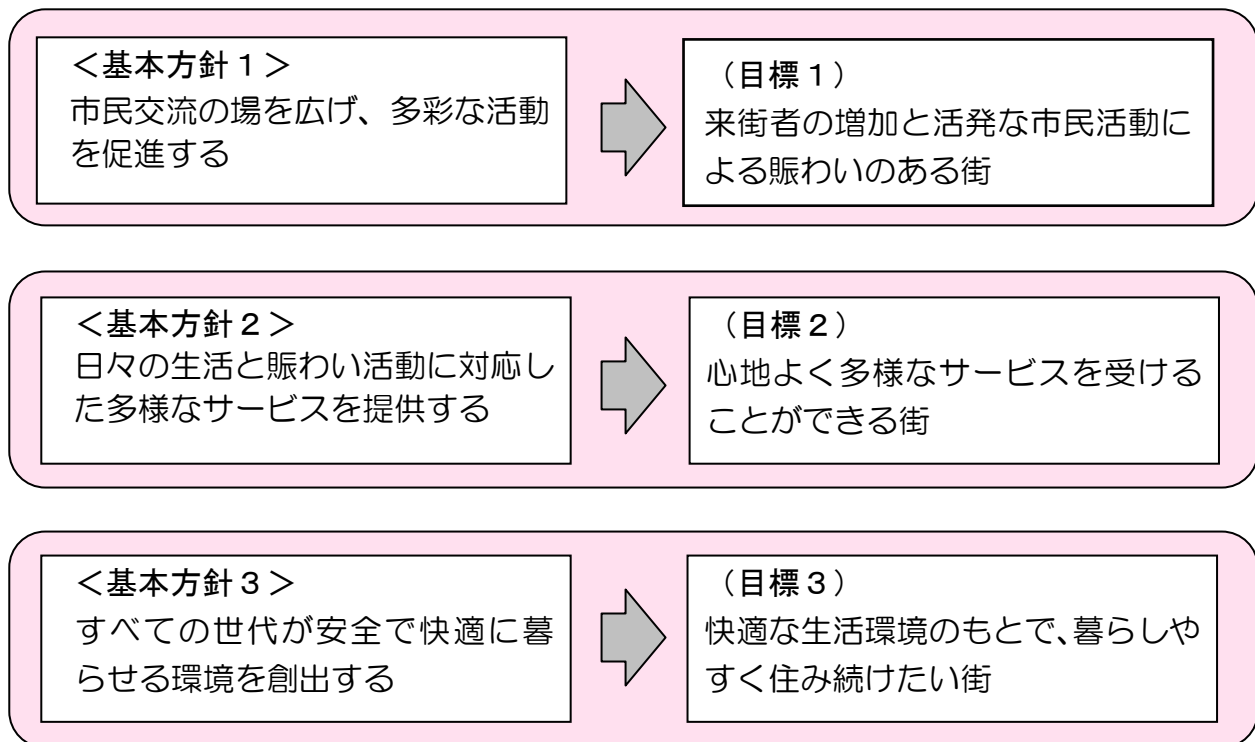 ＜基本方針１＞
市民交流の場を広げ、多彩な活動
を促進する
（目標１）
来街者の増加と活発な市民活動に
よる賑わいのある街
＜基本方針２＞
日々の生活と賑わい活動に対応し
た多様なサービスを提供する
（目標２）
心地よく多様なサービスを受ける
ことができる街
＜基本方針３＞
すべての世代が安全で快適に暮
らせる環境を創出する
（目標３）
快適な生活環境のもとで、暮らしや
すく住み続けたい街